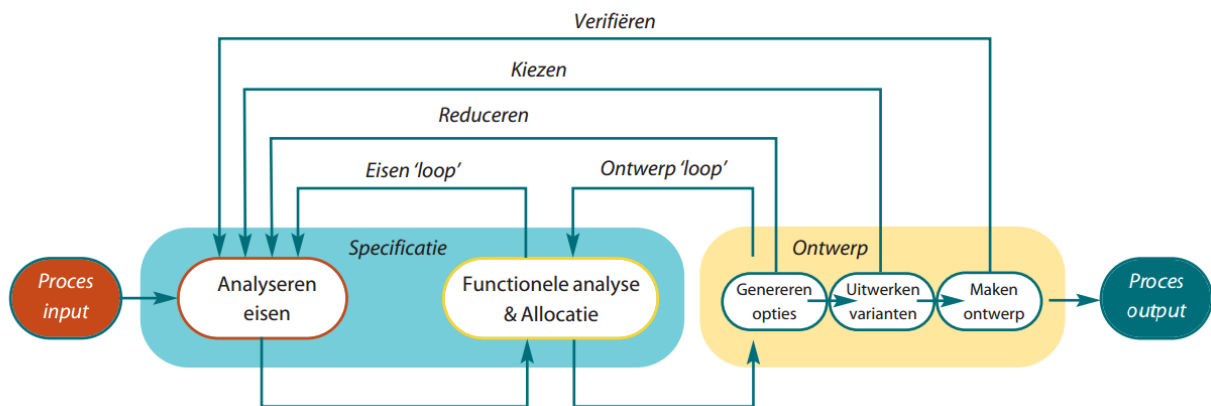 Verifiëren
Kiezen
Reduceren
Eisen ‘loop’
Ontwerp ‘loop’
Specificatie
Ontwerp
Proces
input
Analyseren
eisen
Functionele analyse
& Allocatie
Genereren
opties
Uitwerken
varianten
Maken
ontwerp
Proces
output